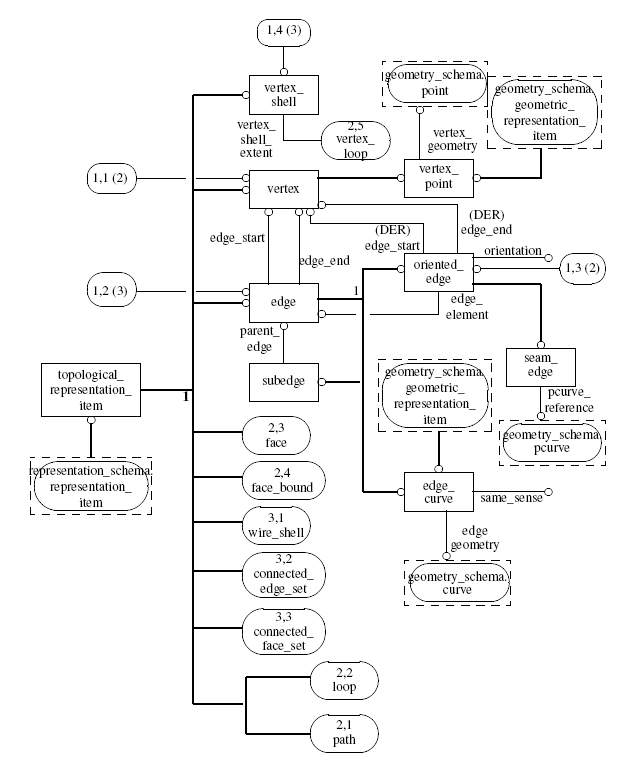 1,4 (3)
vertex_
shell
geometry_schema.
point
geometry_schema.
geometric_
representation_
item
vertex_
shell_
extent
2,5
vertex_
loop
vertex_
geometry
1,1 (2)
vertex
vertex_
point
edge_start
edge_end
(DER)
edge_start
(DER)
edge_end
orientation
oriented_
edge
1,3 (2)
1,2 (3)
edge
1
edge_
element
parent_
edge
subedge
seam_
edge
pcurve_
reference
geometry_schema.
pcurve
topological_
representation_
item
1
geometry_schema.
geometric_
representation_
item
representation_schema.
representation_
item
2,3
face
2,4
face_bound
edge_
curve
same_sense
3,1
wire_shell
edge
geometry
3,2
connected_
edge_set
geometry_schema.
curve
3,3
connected_
face_set
2,2
loop
2,1
path